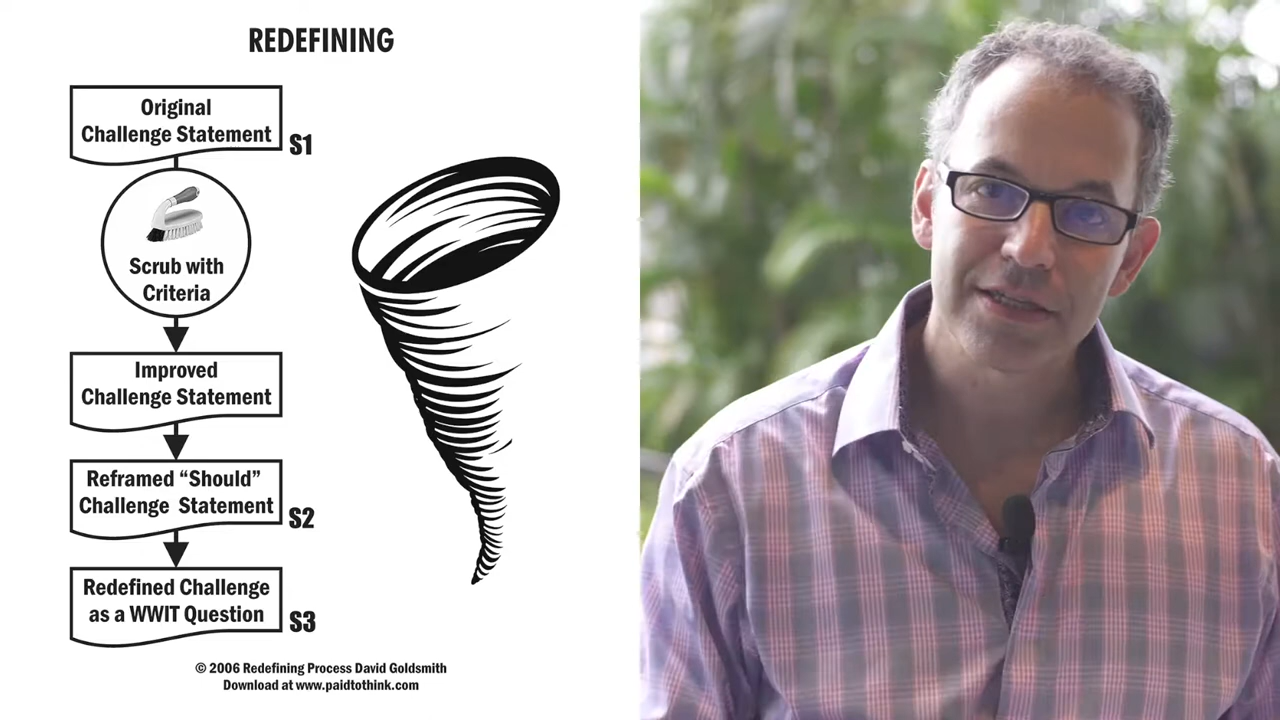 REDEFINING
Original
Challenge Statement
S1
Scrub with
Criteria
Improved
Challenge Statement
Reframed “Should”
Challenge Statement
S2
Redefined Challenge
as a WWIT Question
S3
© 2006 Redefining Process David Goldsmith
Download at www.paidtothink.com